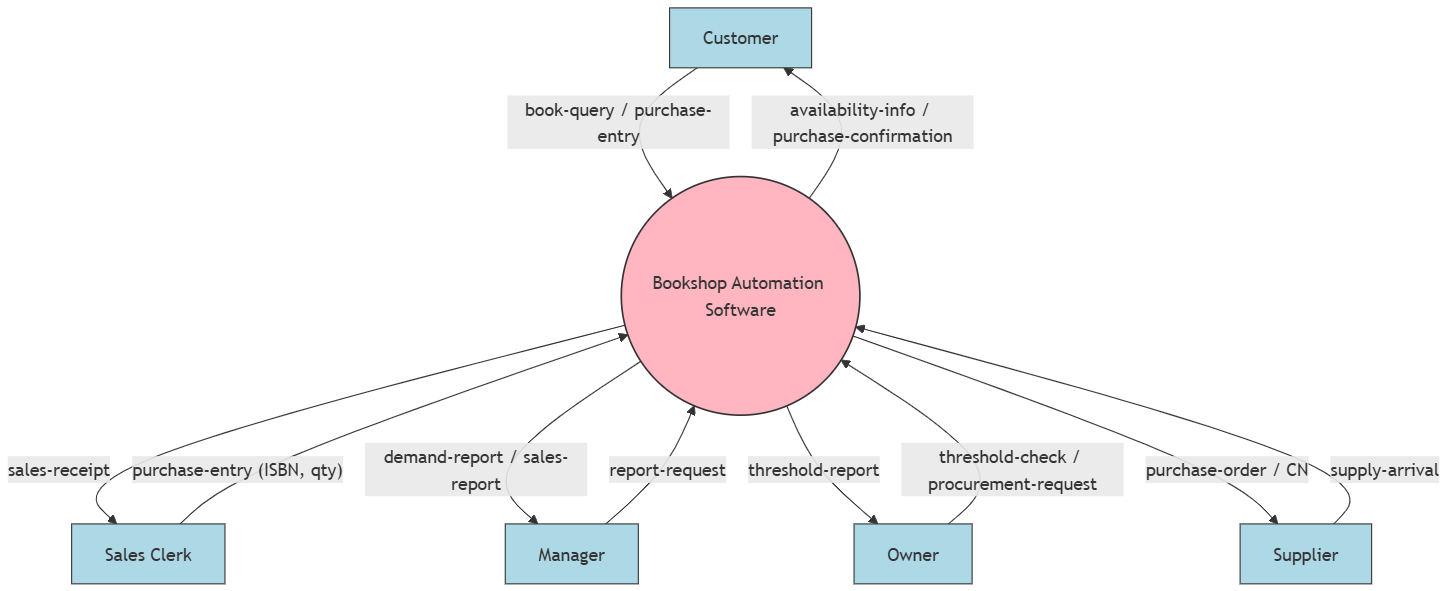 Customer
book-query / purchase-
entry
availability-info /
purchase-confirmation
Bookshop Automation
Software
sales-receipt
purchase-entry (ISBN, qty)
demand-report / sales-
report
report-request
threshold-report
threshold-check /
procurement-request
purchase-order / CN
supply-arrival
Sales Clerk
Manager
Owner
Supplier